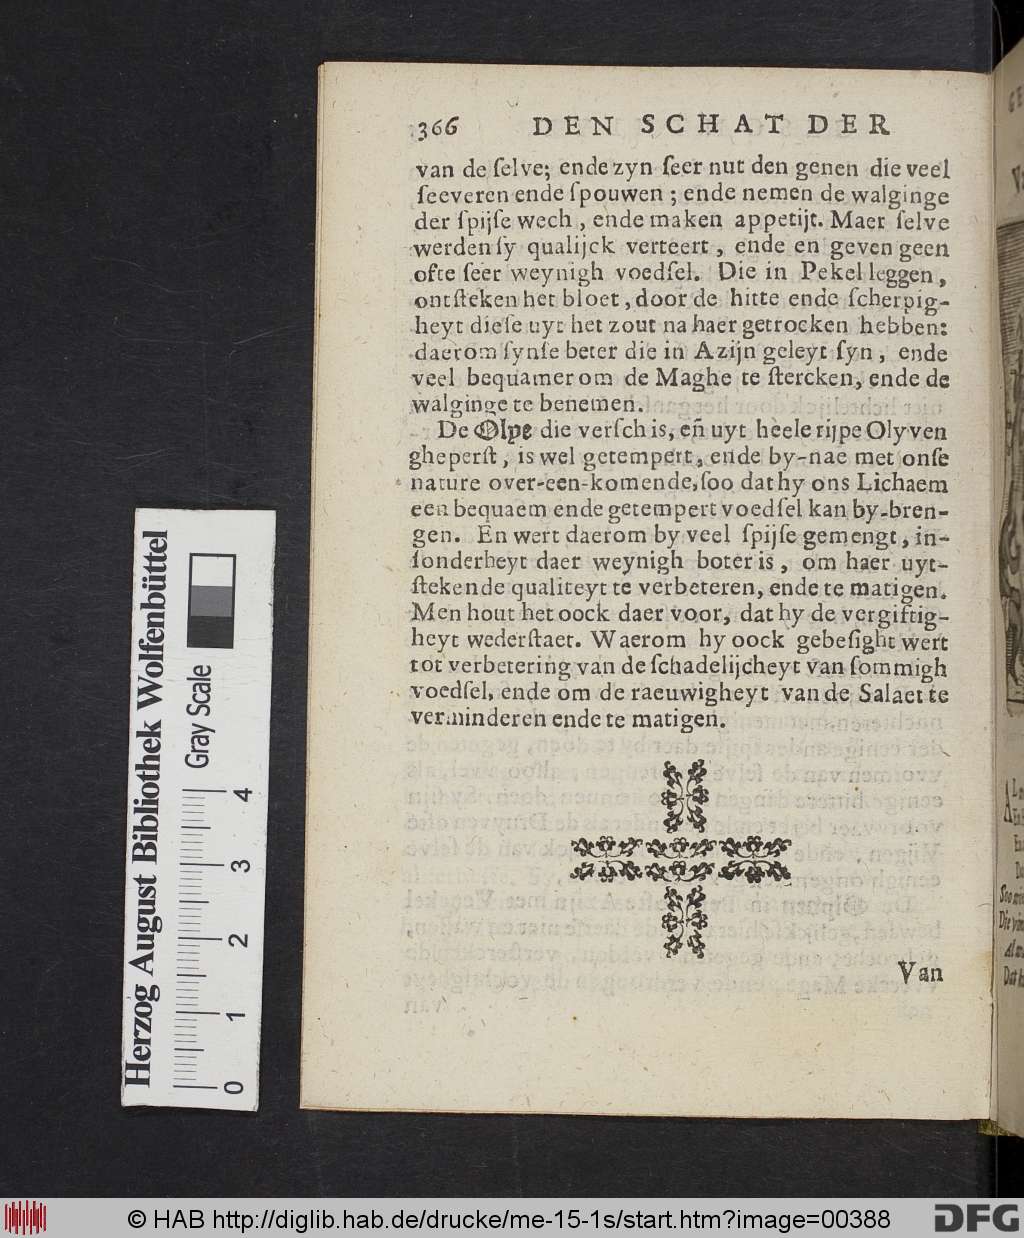 366 DEN SCHAT DER
van de ſelve; ende zyn ſeer nut den genen die veel
ſeeveren ende ſpouwen ; ende nemen de walginge
der ſpijſe wech , ende maken appetijt. Maer ſelve
werden ſy qualijck verteert , ende en geven geen
ofte ſeer weynigh voedſel. Die in Pekel leggen,
ontſteken het bloet , door de hitte ende ſcherpig-
heyt dieſe uyt het zout na haer getrocken hebben:
daerom ſynſe beter die in Azijn geleyt ſyn , ende
veel bequamer om de Maghe te ſtercken, ende de
walginge te benemen.
De Olye die verſch is, eñ uyt heele rijpe Olyven
gheperſt , is wel getempert, ende by-nae met onſe
nature over-een-komende, ſoo dat hy ons Lichaem
een bequaem ende getempert voedſel kan by-bren-
gen. En wert daerom by veel ſpijſe gemengt, in-
ſonderheyt daer weynigh boter is , om haer uyt-
ſtekende qualiteyt te verbeteren, ende te matigen.
Men hout het oock daer voor, dat hy de vergiftig-
heyt wederſtaet. Waerom hy oock gebeſight wert
tot verbetering van de ſchadelijcheyt van ſommigh
voedſel, ende om de raeuwigheyt van de Salaet te
verminderen ende te matigen.
Van
Herzog August Bibliothek Wolfenbüttel
Gray Scale
0 1 2 3 4
© HAB http://diglib.hab.de/drucke/me-15-1s/start.htm?image=00388
DFG